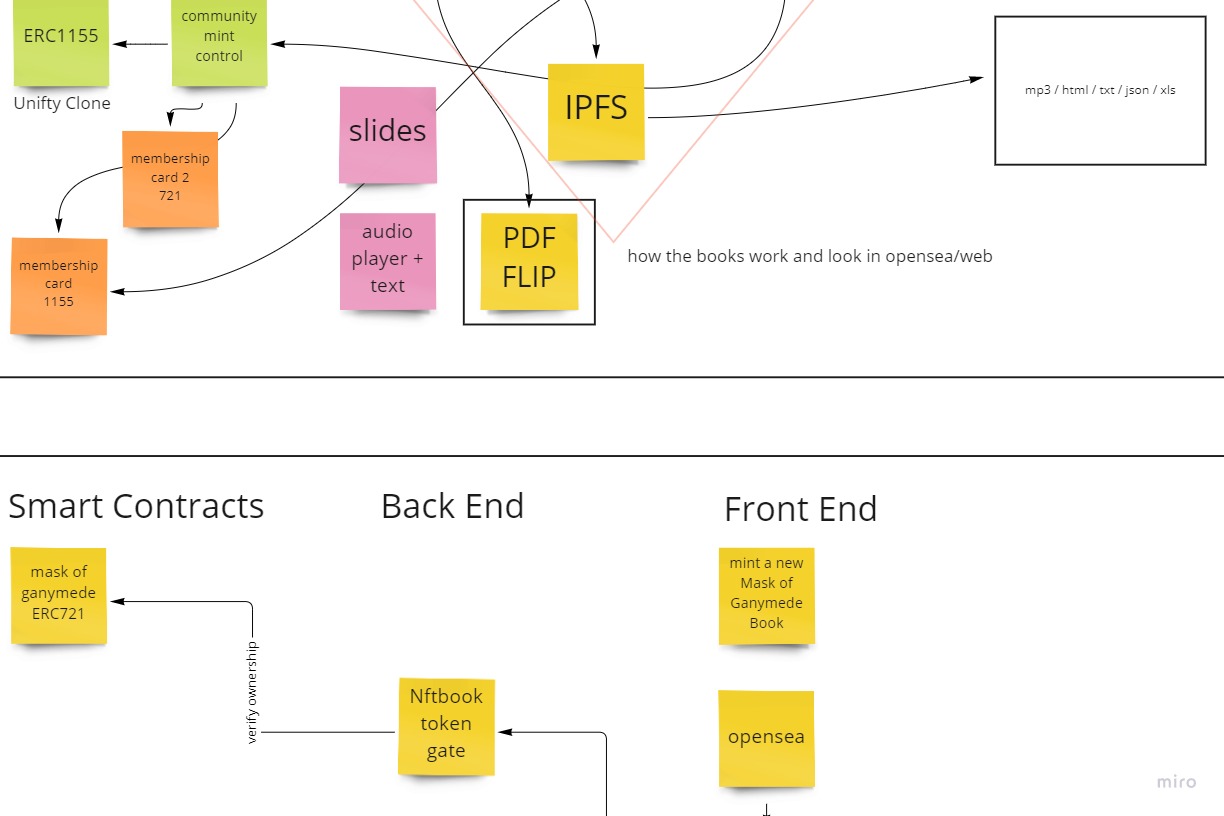 ERC1155
Unifty Clone
community
mint
control
membership
card 2
721
membership
card
1155
slides
audio
player +
text
IPFS
PDF
FLIP
mp3 / html / txt / json / xls
how the books work and look in opensea/web
Smart Contracts
Back End
Front End
mask of
ganymede
ERC721
verify ownership
Nftbook
token
gate
mint a new
Mask of
Ganymede
Book
opensea
miro